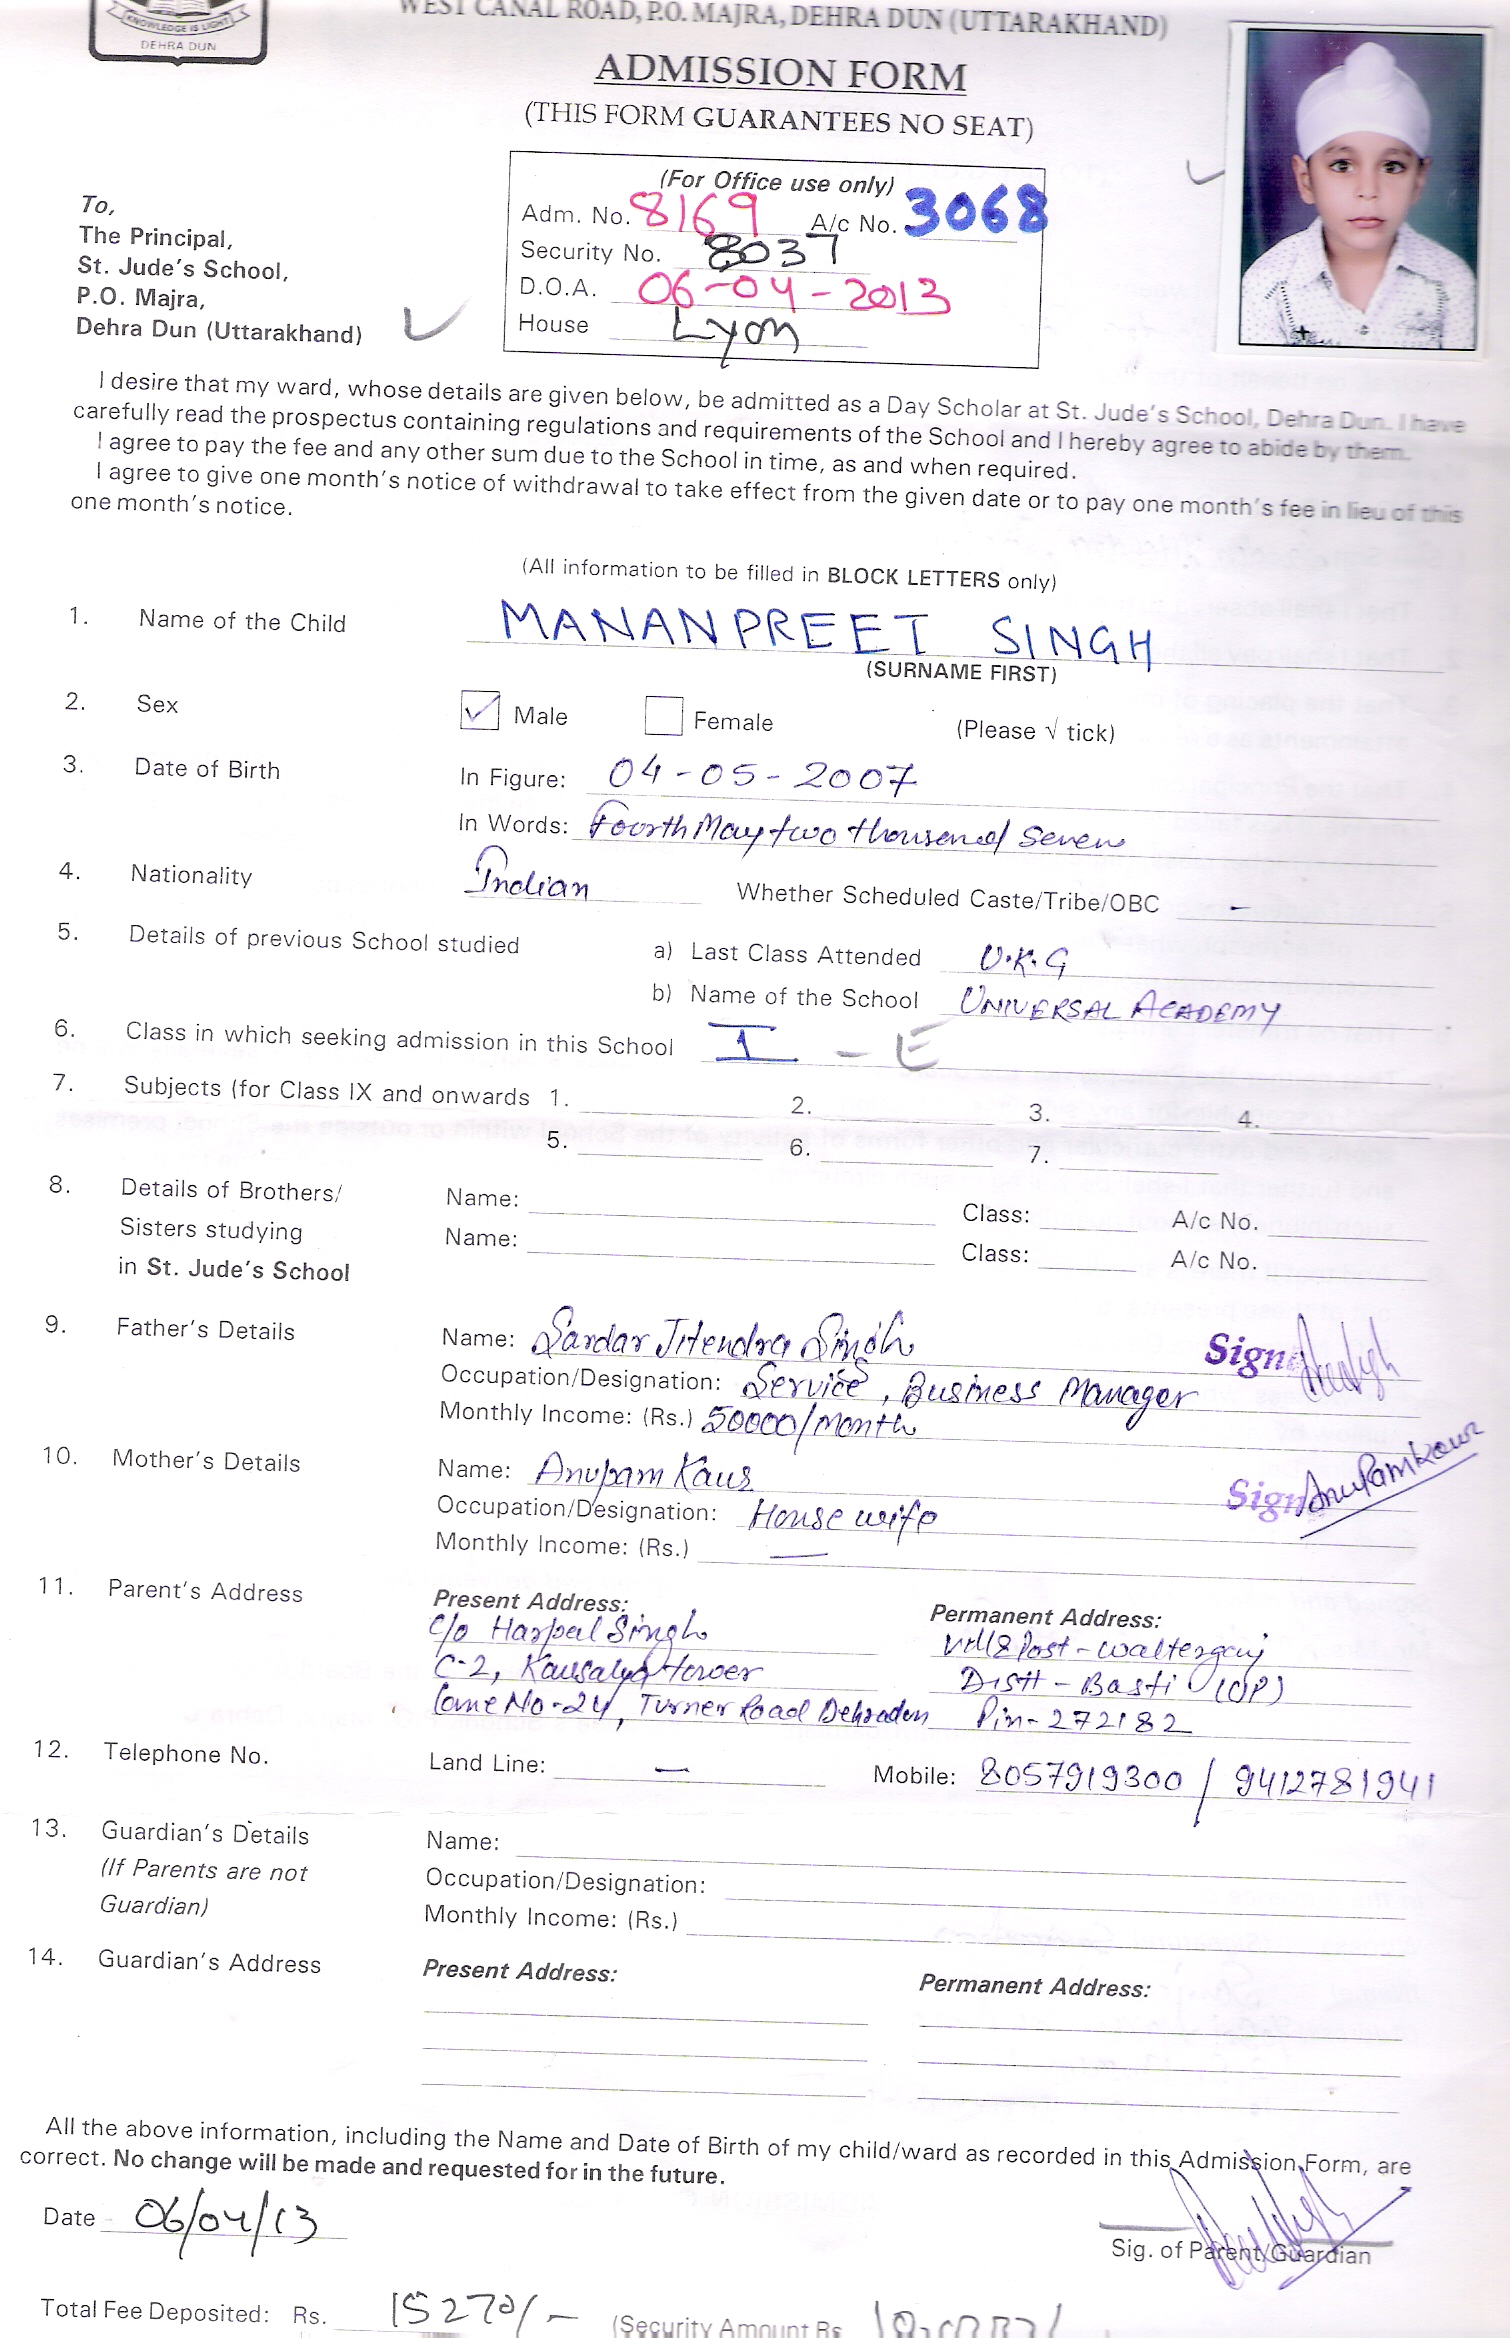 KNOWLEDGE IS LIGHT
DEHRA DUN
WEST CANAL ROAD, P.O. MAJRA, DEHRA DUN (UTTARAKHAND)
ADMISSION FORM
(THIS FORM GUARANTEES NO SEAT)
(For Office use only)
Adm. No. 8169 A/c No. 3068
Security No. 8037
D.O.A. 06-04-2013
House Lyon
To,
The Principal,
St. Jude's School,
P.O. Majra,
Dehra Dun (Uttarakhand)
I desire that my ward, whose details are given below, be admitted as a Day Scholar at St. Jude's School, Dehra Dun. I have
carefully read the prospectus containing regulations and requirements of the School and I hereby agree to abide by them.
I agree to pay the fee and any other sum due to the School in time, as and when required.
I agree to give one month's notice of withdrawal to take effect from the given date or to pay one month's fee in lieu of this
one month's notice.
(All information to be filled in BLOCK LETTERS only)
1. Name of the Child MANANPREET SINGH
(SURNAME FIRST)
2. Sex ✓ Male Female (Please √ tick)
3. Date of Birth In Figure: 04-05-2007
In Words: Fourth May two thousand Seven
4. Nationality Indian Whether Scheduled Caste/Tribe/OBC -
5. Details of previous School studied a) Last Class Attended U.K.G
b) Name of the School UNIVERSAL ACADEMY
6. Class in which seeking admission in this School I - E
7. Subjects (for Class IX and onwards 1. 2. 3. 4.
5. 6. 7.
8. Details of Brothers/ Name: Class: A/c No.
Sisters studying Name: Class: A/c No.
in St. Jude's School
9. Father's Details Name: Sardar Jitendra Singh Sign
Occupation/Designation: Service, Business Manager
Monthly Income: (Rs.) 50000/month
10. Mother's Details Name: Anupam Kaur Sign Anupamkaur
Occupation/Designation: House wife
Monthly Income: (Rs.) —
11. Parent's Address Present Address: Permanent Address:
c/o Harpal Singh Vill & Post - Walterganj
C-2, Kausalya tower Distt - Basti (UP)
Lane No-24, Turner Road Dehradun Pin- 272182
12. Telephone No. Land Line: — Mobile: 8057919300 / 9412781941
13. Guardian's Details Name:
(If Parents are not Occupation/Designation:
Guardian) Monthly Income: (Rs.)
14. Guardian's Address Present Address: Permanent Address:
All the above information, including the Name and Date of Birth of my child/ward as recorded in this Admission Form, are
correct. No change will be made and requested for in the future.
Date 06/04/13
Sig. of Parent/Guardian
Total Fee Deposited: Rs. 15270/- (Security Amount Rs